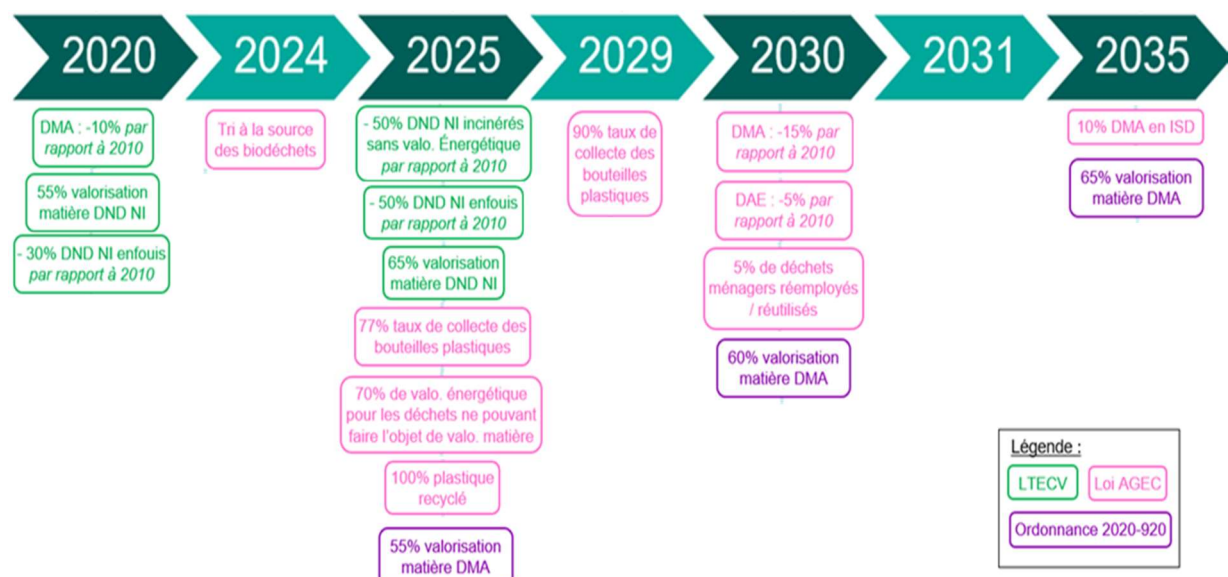 2020
2024
2025
2029
2030
2031
2035
DMA : -10% par
rapport à 2010
55% valorisation
matière DND NI
- 30% DND NI enfouis
par rapport à 2010
Tri à la source
des biodéchets
- 50% DND NI incinérés
sans valo. Énergétique
par rapport à 2010
- 50% DND NI enfouis
par rapport à 2010
65% valorisation
matière DND NI
77% taux de collecte des
bouteilles plastiques
70% de valo. énergétique
pour les déchets ne pouvant
faire l'objet de valo. matière
100% plastique
recyclé
55% valorisation
matière DMA
90% taux de
collecte des
bouteilles
plastiques
DMA : -15% par
rapport à 2010
DAE : -5% par
rapport à 2010
5% de déchets
ménagers réemployés
/ réutilisés
60% valorisation
matière DMA
10% DMA en ISD
65% valorisation
matière DMA
Légende :
LTECV
Loi AGEC
Ordonnance 2020-920